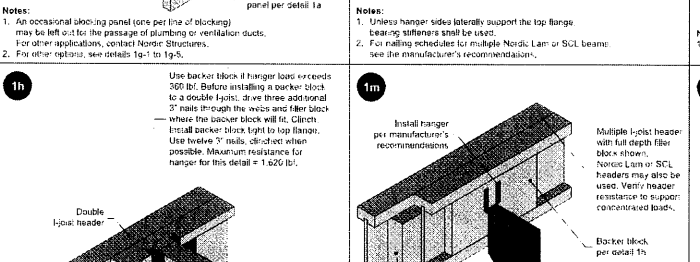 panel per detail 1a
Notes:
1. An occasional blocking panel (one per line of blocking)
may be left out for the passage of plumbing or ventilation ducts.
For other applications, contact Nordic Structures.
2. For other options, see details 1g-1 to 1g-5.
Notes:
1. Unless hanger sides laterally support the top flange,
bearing stiffeners shall be used.
2. For nailing schedules for multiple Nordic Lam or SCL beams,
see the manufacturer's recommendations.
1h
Use backer block if hanger load exceeds
360 lbf. Before installing a backer block
to a double I-joist, drive three additional
3" nails through the webs and filler block
where the backer block will fit. Clinch.
Install backer block tight to top flange.
Use twelve 3" nails, clinched when
possible. Maximum resistance for
hanger for this detail = 1,620 lbf.
Double
I-joist header
1m
Install hanger
per manufacturer's
recommendations
Multiple I-joist header
with full depth filler
block shown.
Nordic Lam or SCL
headers may also be
used. Verify header
resistance to support
concentrated loads.
Backer block
per detail 1h